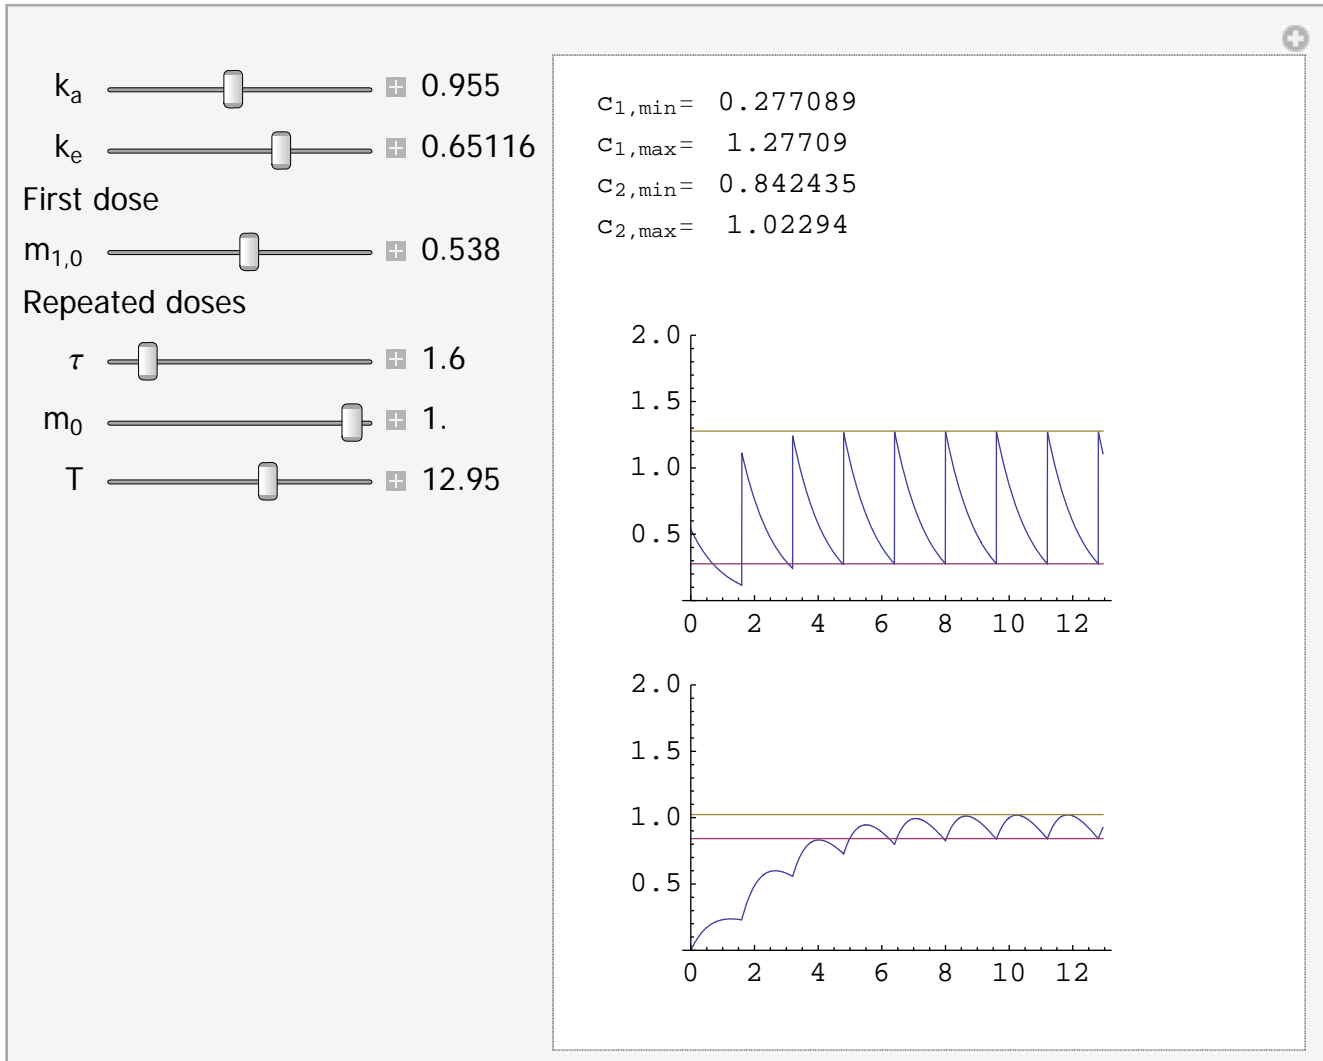 kₐ 0.955
kₑ 0.65116
First dose
m₁,₀ 0.538
Repeated doses
τ 1.6
m₀ 1.
T 12.95
c₁,min= 0.277089
c₁,max= 1.27709
c₂,min= 0.842435
c₂,max= 1.02294
2.0
1.5
1.0
0.5
0 2 4 6 8 10 12
2.0
1.5
1.0
0.5
0 2 4 6 8 10 12